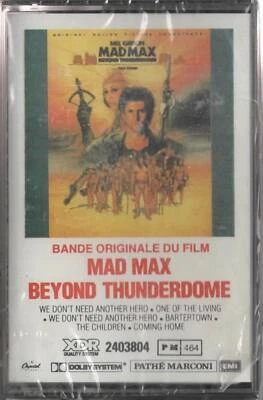 ORIGINAL MOTION PICTURE SOUNDTRACK
MEL GIBSON
MAD MAX
BEYOND THUNDERDOME
BANDE ORIGINALE DU FILM
MAD MAX
BEYOND THUNDERDOME
WE DON'T NEED ANOTHER HERO • ONE OF THE LIVING
• WE DON'T NEED ANOTHER HERO • BARTERTOWN •
THE CHILDREN • COMING HOME
XDR
QUALITY SYSTEM
2403804
PM 464
Capitol
DOLBY SYSTEM
PATHÉ MARCONI
EMI